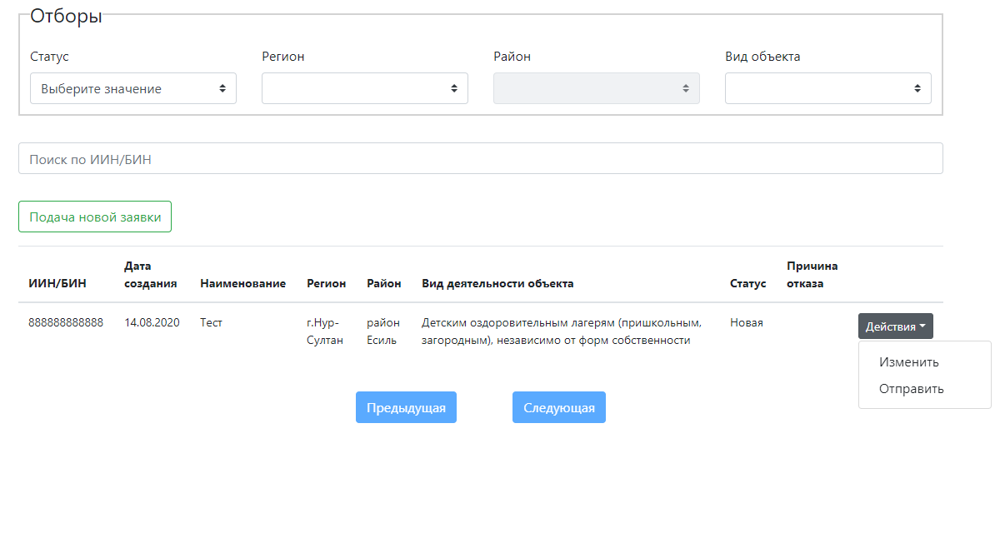 Отборы
Статус Регион Район Вид объекта
Выберите значение
Поиск по ИИН/БИН
Подача новой заявки
Дата Причина
ИИН/БИН создания Наименование Регион Район Вид деятельности объекта Статус отказа
888888888888 14.08.2020 Тест г.Нур- район Детским оздоровительным лагерям (пришкольным, Новая Действия
Султан Есиль загородным), независимо от форм собственности
Изменить
Отправить
Предыдущая Следующая